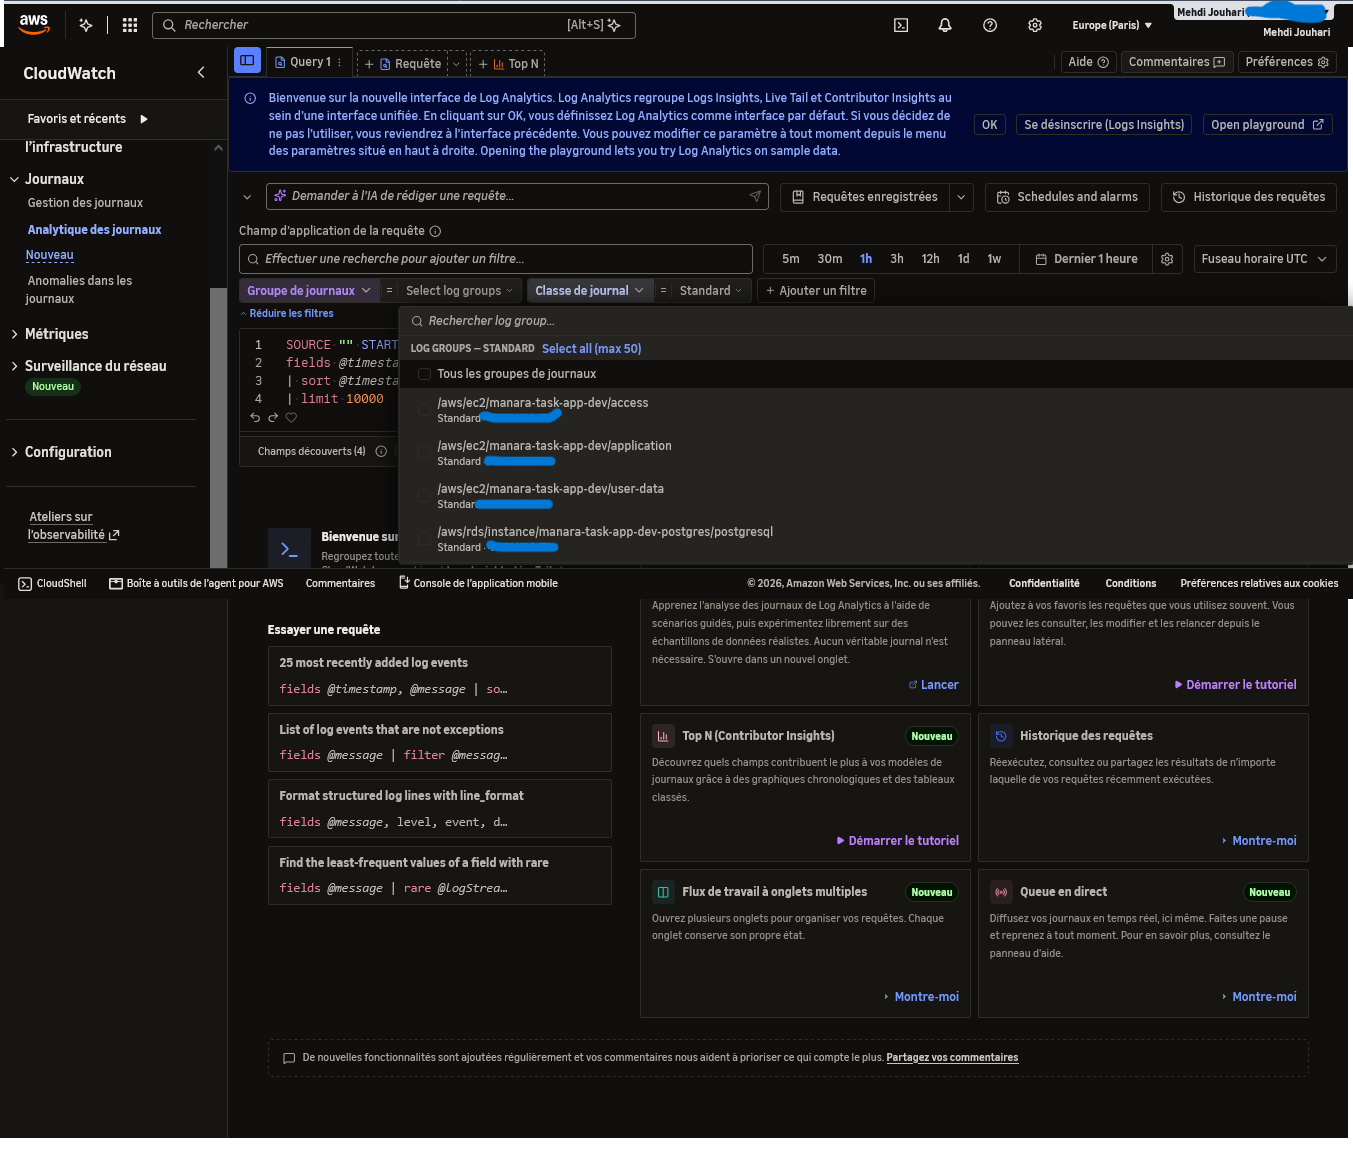 aws
Rechercher
[Alt+S]
Europe (Paris)
Mehdi Jouhari
Mehdi Jouhari
CloudWatch
Query 1
Requête
Top N
Aide
Commentaires
Préférences
Favoris et récents
l'infrastructure
Journaux
Gestion des journaux
Analytique des journaux
Nouveau
Anomalies dans les
journaux
Métriques
Surveillance du réseau
Nouveau
Configuration
Ateliers sur
l'observabilité
Bienvenue sur la nouvelle interface de Log Analytics. Log Analytics regroupe Logs Insights, Live Tail et Contributor Insights au
sein d'une interface unifiée. En cliquant sur OK, vous définissez Log Analytics comme interface par défaut. Si vous décidez de
ne pas l'utiliser, vous reviendrez à l'interface précédente. Vous pouvez modifier ce paramètre à tout moment depuis le menu
des paramètres situé en haut à droite. Opening the playground lets you try Log Analytics on sample data.
OK
Se désinscrire (Logs Insights)
Open playground
Demander à l'IA de rédiger une requête...
Requêtes enregistrées
Schedules and alarms
Historique des requêtes
Champ d'application de la requête
Effectuer une recherche pour ajouter un filtre...
5m 30m 1h 3h 12h 1d 1w
Dernier 1 heure
Fuseau horaire UTC
Groupe de journaux = Select log groups
Classe de journal = Standard
+ Ajouter un filtre
Réduire les filtres
1 SOURCE "" START
2 fields @timesta
3 | sort @timesta
4 | limit 10000
Champs découverts (4)
Rechercher log group...
LOG GROUPS – STANDARD Select all (max 50)
Tous les groupes de journaux
/aws/ec2/manara-task-app-dev/access
Standard
/aws/ec2/manara-task-app-dev/application
Standard
/aws/ec2/manara-task-app-dev/user-data
Standar
/aws/rds/instance/manara-task-app-dev-postgres/postgresql
Standard
Bienvenue sur
Regroupez toute
CloudShell
Boîte à outils de l'agent pour AWS
Commentaires
Console de l'application mobile
© 2026, Amazon Web Services, Inc. ou ses affiliés.
Confidentialité
Conditions
Préférences relatives aux cookies
Essayer une requête
25 most recently added log events
fields @timestamp, @message | so...
List of log events that are not exceptions
fields @message | filter @messag...
Format structured log lines with line_format
fields @message, level, event, d...
Find the least-frequent values of a field with rare
fields @message | rare @logStrea...
Apprenez l'analyse des journaux de Log Analytics à l'aide de
scénarios guidés, puis expérimentez librement sur des
échantillons de données réalistes. Aucun véritable journal n'est
nécessaire. S'ouvre dans un nouvel onglet.
Lancer
Ajoutez à vos favoris les requêtes que vous utilisez souvent. Vous
pouvez les consulter, les modifier et les relancer depuis le
panneau latéral.
Démarrer le tutoriel
Top N (Contributor Insights)
Nouveau
Découvrez quels champs contribuent le plus à vos modèles de
journaux grâce à des graphiques chronologiques et des tableaux
classés.
Démarrer le tutoriel
Historique des requêtes
Réexécutez, consultez ou partagez les résultats de n'importe
laquelle de vos requêtes récemment exécutées.
Montre-moi
Flux de travail à onglets multiples
Nouveau
Ouvrez plusieurs onglets pour organiser vos requêtes. Chaque
onglet conserve son propre état.
Montre-moi
Queue en direct
Nouveau
Diffusez vos journaux en temps réel, ici même. Faites une pause
et reprenez à tout moment. Pour en savoir plus, consultez le
panneau d'aide.
Montre-moi
De nouvelles fonctionnalités sont ajoutées régulièrement et vos commentaires nous aident à prioriser ce qui compte le plus. Partagez vos commentaires